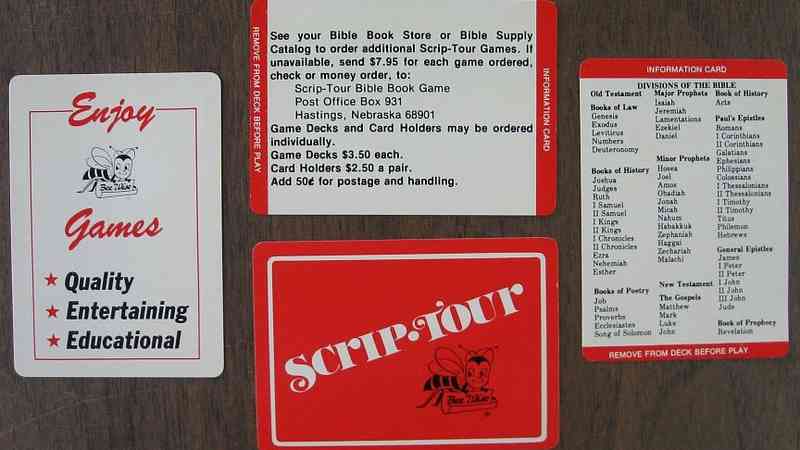 Enjoy
Bee Wise
Games
★ Quality
★ Entertaining
★ Educational
REMOVE FROM DECK BEFORE PLAY
See your Bible Book Store or Bible Supply
Catalog to order additional Scrip-Tour Games. If
unavailable, send $7.95 for each game ordered,
check or money order, to:
Scrip-Tour Bible Book Game
Post Office Box 931
Hastings, Nebraska 68901
Game Decks and Card Holders may be ordered
individually.
Game Decks $3.50 each.
Card Holders $2.50 a pair.
Add 50¢ for postage and handling.
INFORMATION CARD
SCRIP·TOUR
Bee Wise
INFORMATION CARD
DIVISIONS OF THE BIBLE
Old Testament
Books of Law
Genesis
Exodus
Leviticus
Numbers
Deuteronomy
Books of History
Joshua
Judges
Ruth
I Samuel
II Samuel
I Kings
II Kings
I Chronicles
II Chronicles
Ezra
Nehemiah
Esther
Books of Poetry
Job
Psalms
Proverbs
Ecclesiastes
Song of Solomon
Major Prophets
Isaiah
Jeremiah
Lamentations
Ezekiel
Daniel
Minor Prophets
Hosea
Joel
Amos
Obadiah
Jonah
Micah
Nahum
Habakkuk
Zephaniah
Haggai
Zechariah
Malachi
New Testament
The Gospels
Matthew
Mark
Luke
John
Book of History
Acts
Paul's Epistles
Romans
I Corinthians
II Corinthians
Galatians
Ephesians
Philippians
Colossians
I Thessalonians
II Thessalonians
I Timothy
II Timothy
Titus
Philemon
Hebrews
General Epistles
James
I Peter
II Peter
I John
II John
III John
Jude
Book of Prophecy
Revelation
REMOVE FROM DECK BEFORE PLAY